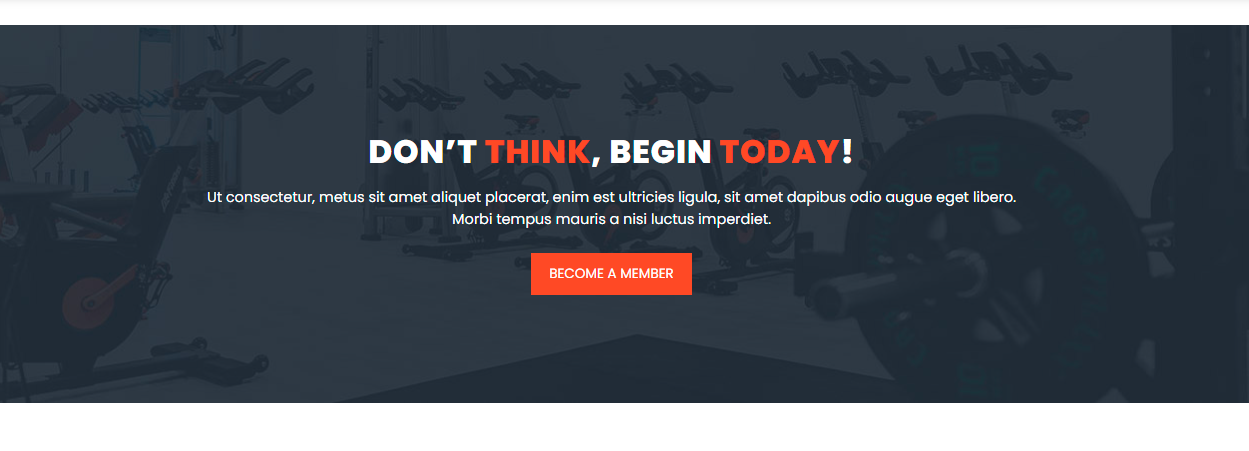 DON’T THINK, BEGIN TODAY!
Ut consectetur, metus sit amet aliquet placerat, enim est ultricies ligula, sit amet dapibus odio augue eget libero.
Morbi tempus mauris a nisi luctus imperdiet.
BECOME A MEMBER